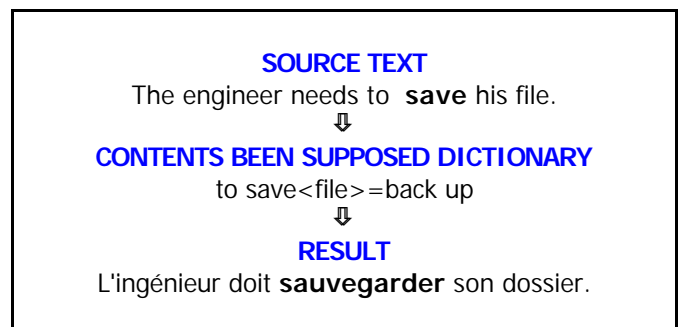 SOURCE TEXT
The engineer needs to save his file.
⇩
CONTENTS BEEN SUPPOSED DICTIONARY
to save<file>=back up
⇩
RESULT
L'ingénieur doit sauvegarder son dossier.